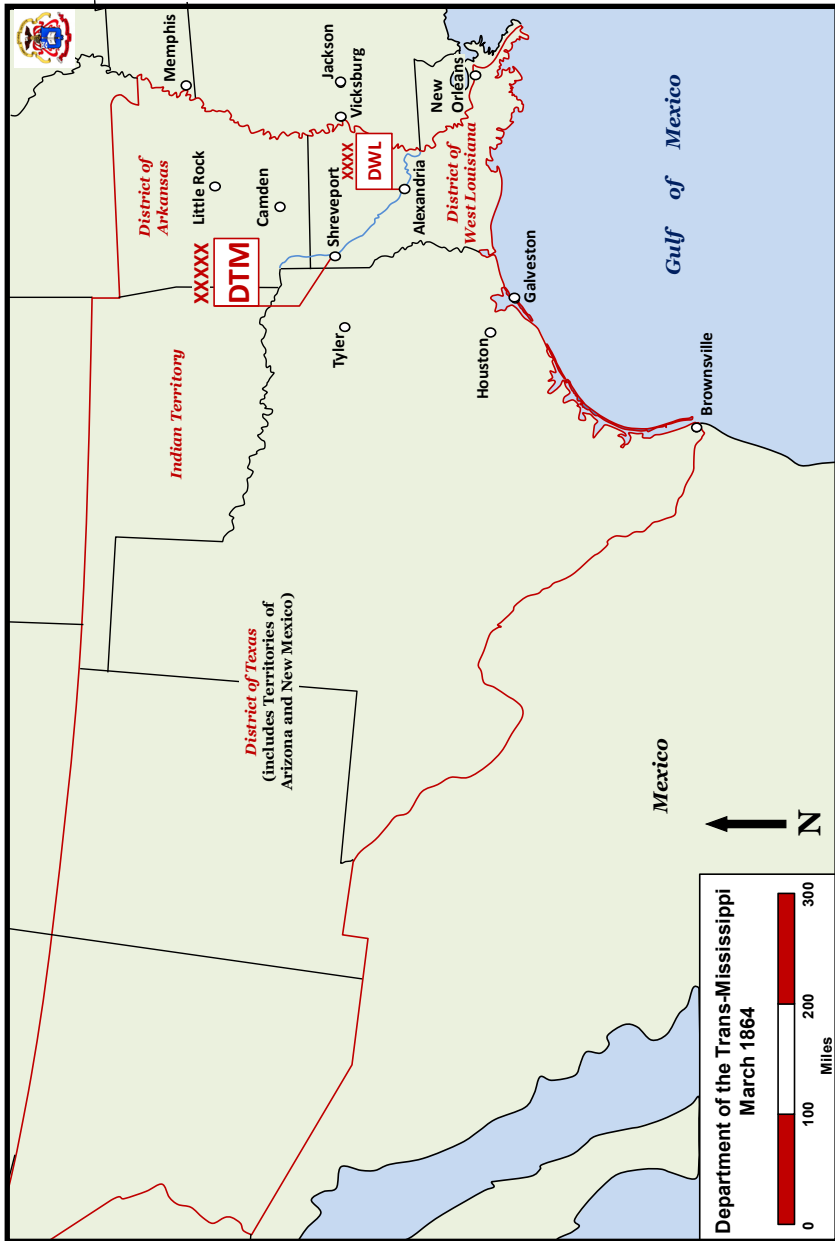 Memphis
District of
Arkansas
Little Rock
Jackson
Vicksburg
Camden
XXXXX
DTM
Shreveport
XXXX
DWL
Alexandria
New
Orleans
District of
West Louisiana
Indian Territory
Tyler
Houston
Galveston
Gulf of Mexico
Brownsville
District of Texas
(includes Territories of
Arizona and New Mexico)
Mexico
N
Department of the Trans-Mississippi
March 1864
0 100 200 300
Miles